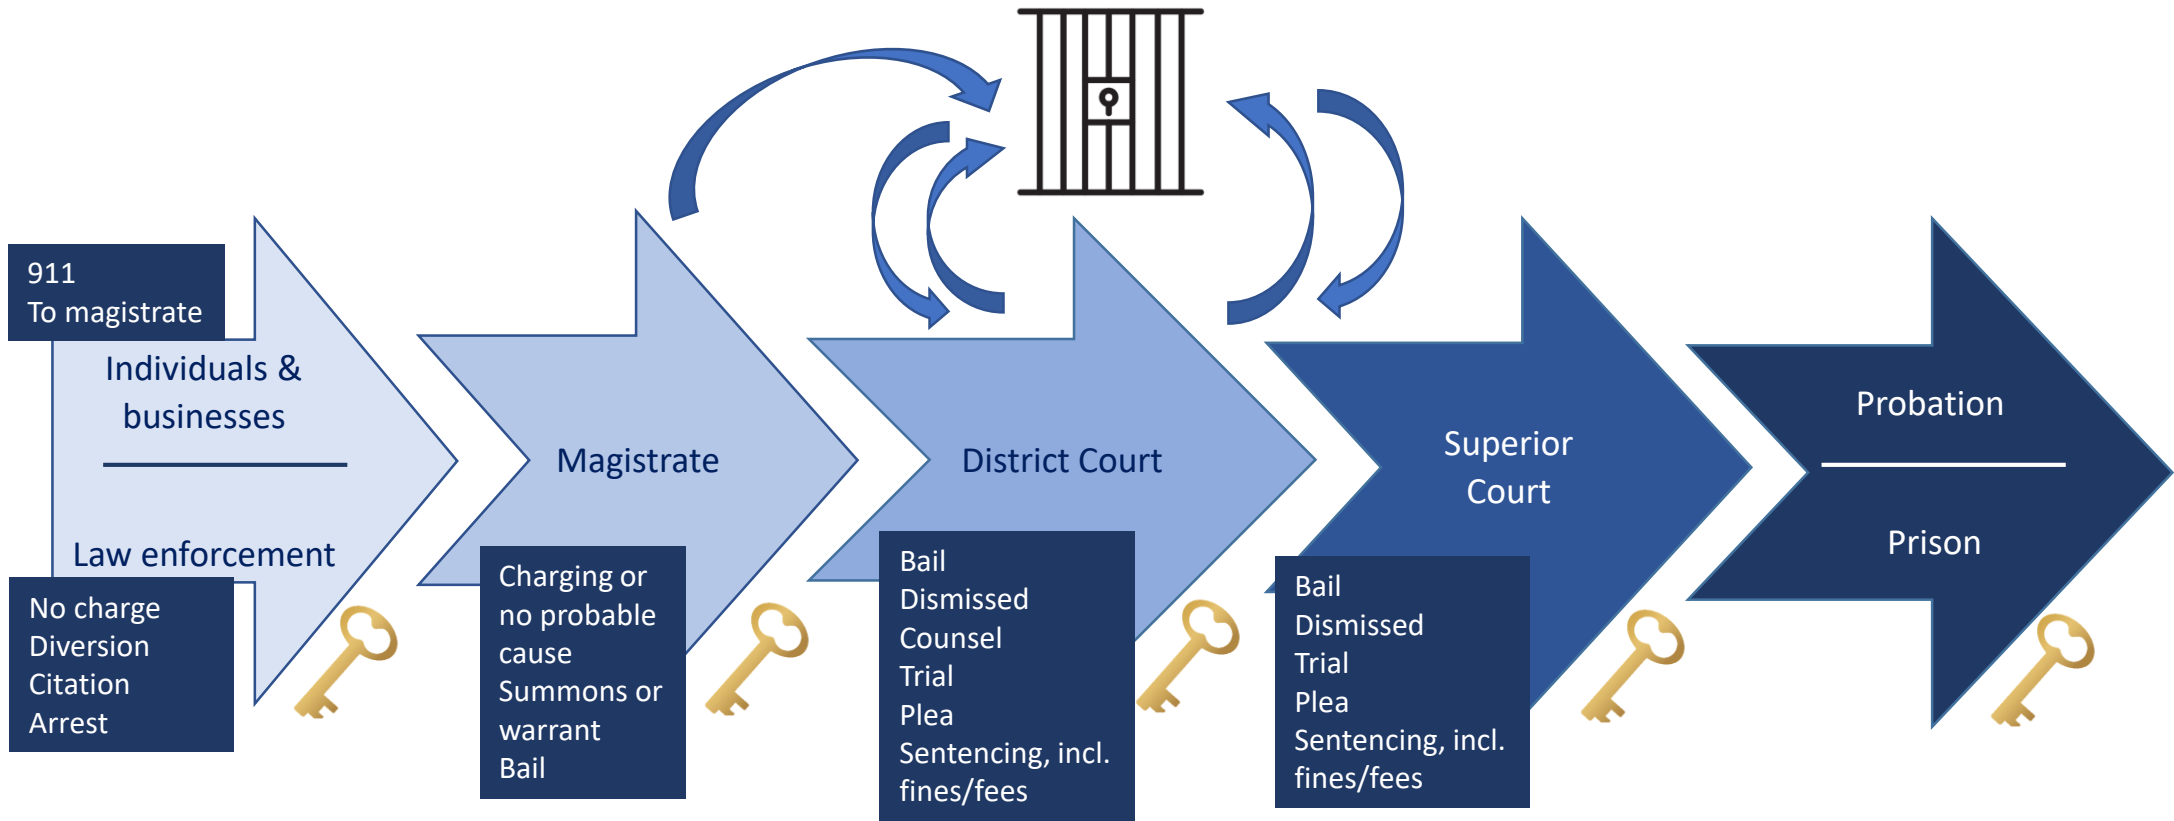 911
To magistrate
Individuals &
businesses
Law enforcement
No charge
Diversion
Citation
Arrest
Magistrate
Charging or
no probable
cause
Summons or
warrant
Bail
District Court
Bail
Dismissed
Counsel
Trial
Plea
Sentencing, incl.
fines/fees
Superior
Court
Bail
Dismissed
Trial
Plea
Sentencing, incl.
fines/fees
Probation
Prison